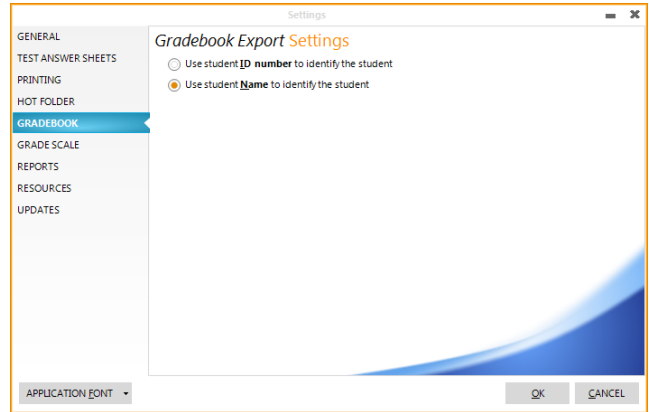 Settings
GENERAL
TEST ANSWER SHEETS
PRINTING
HOT FOLDER
GRADEBOOK
GRADE SCALE
REPORTS
RESOURCES
UPDATES
Gradebook Export Settings
Use student ID number to identify the student
Use student Name to identify the student
APPLICATION FONT
OK
CANCEL